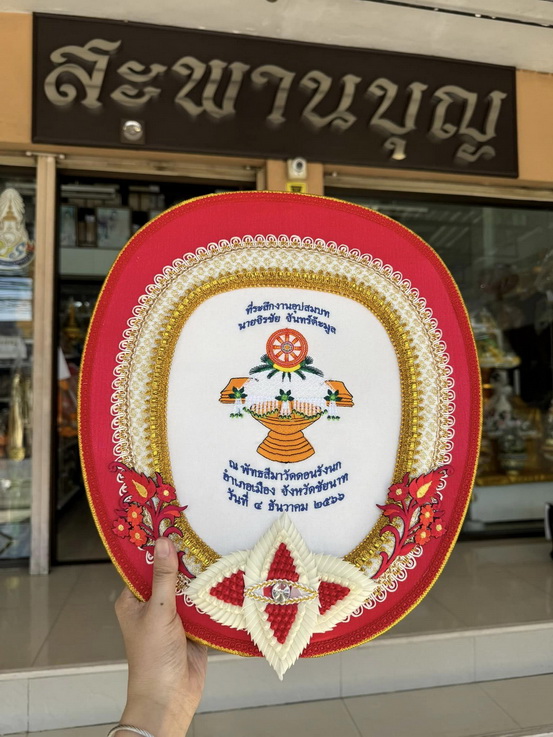 สะพานบุญ
ที่ระลึกงานอุปสมบท
นายจิรชัย จันทร์ค้ะมูล
ณ พัทธสีมาวัดดอนรังนก
อำเภอเมือง จังหวัดชัยนาท
วันที่ ๔ ธันวาคม ๒๕๖๖